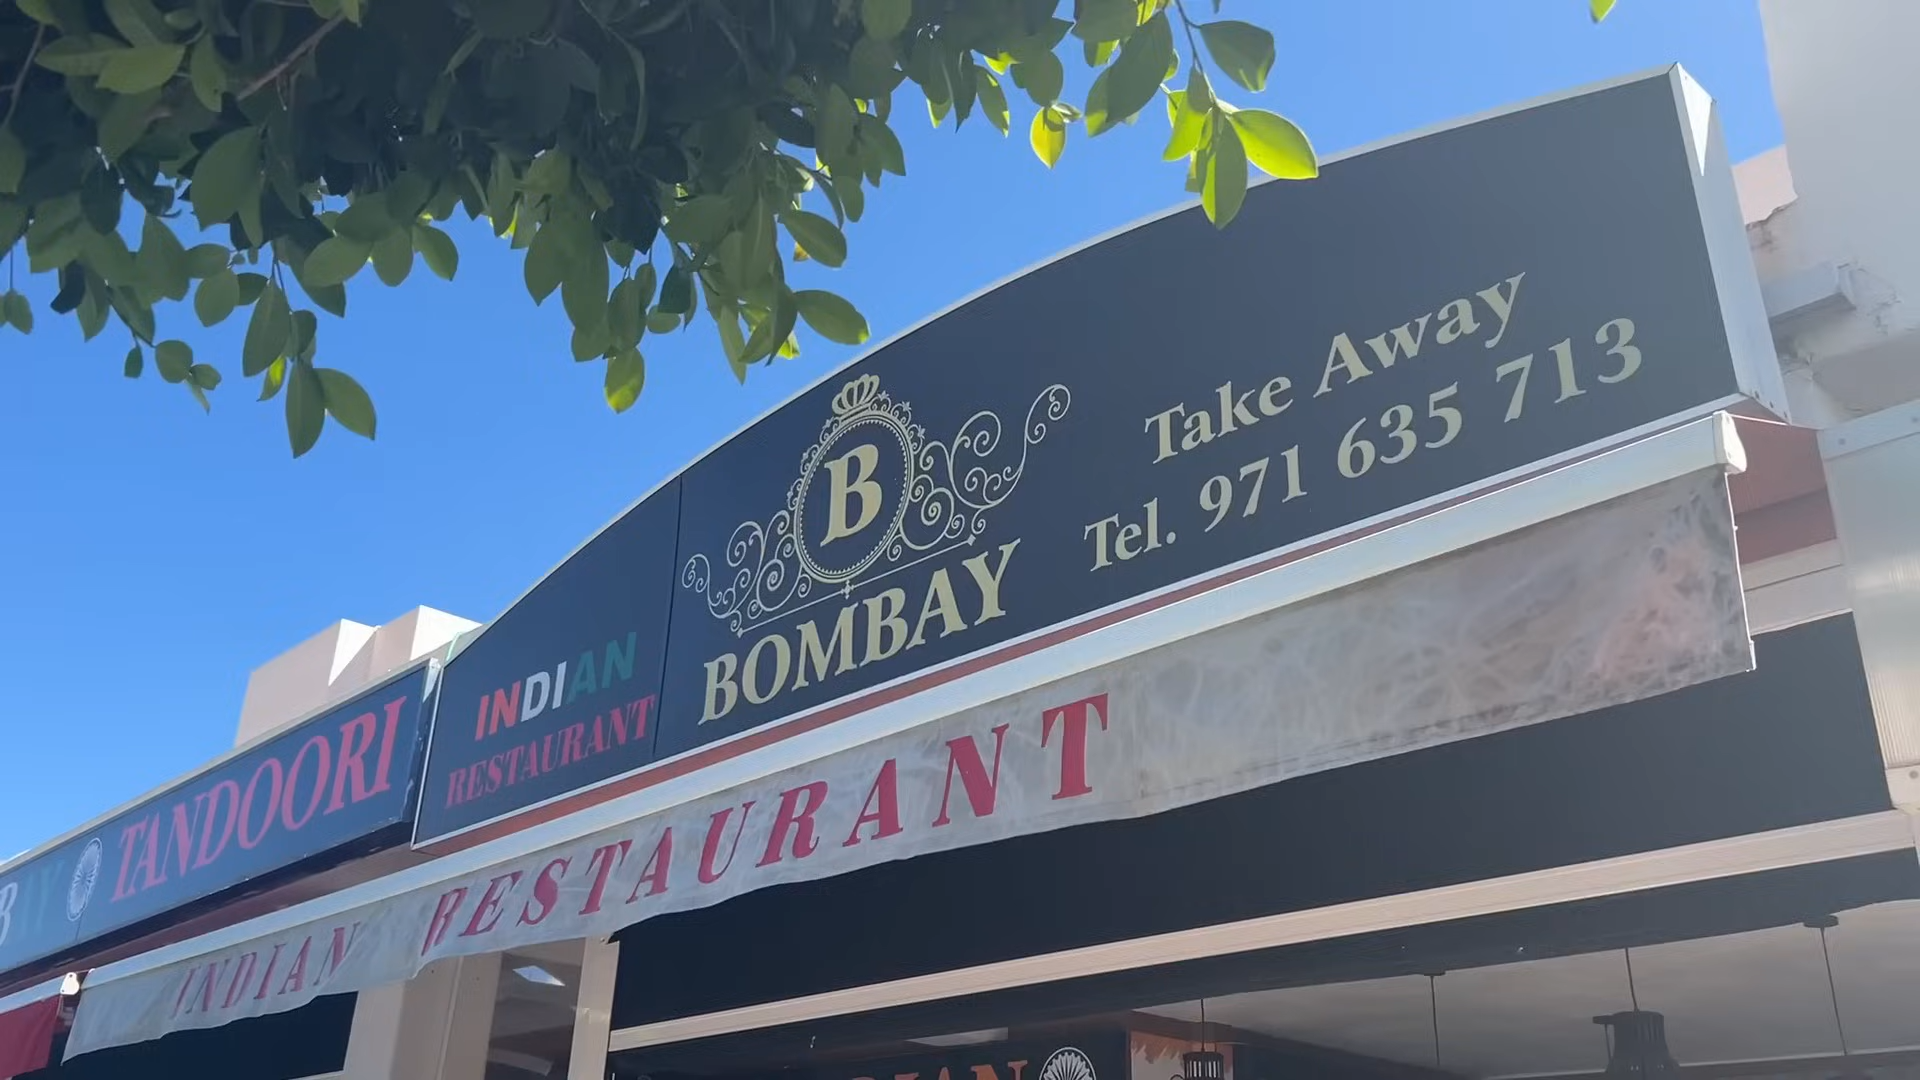 B
BOMBAY
Take Away
Tel. 971 635 713
INDIAN
RESTAURANT
TANDOORI
INDIAN RESTAURANT